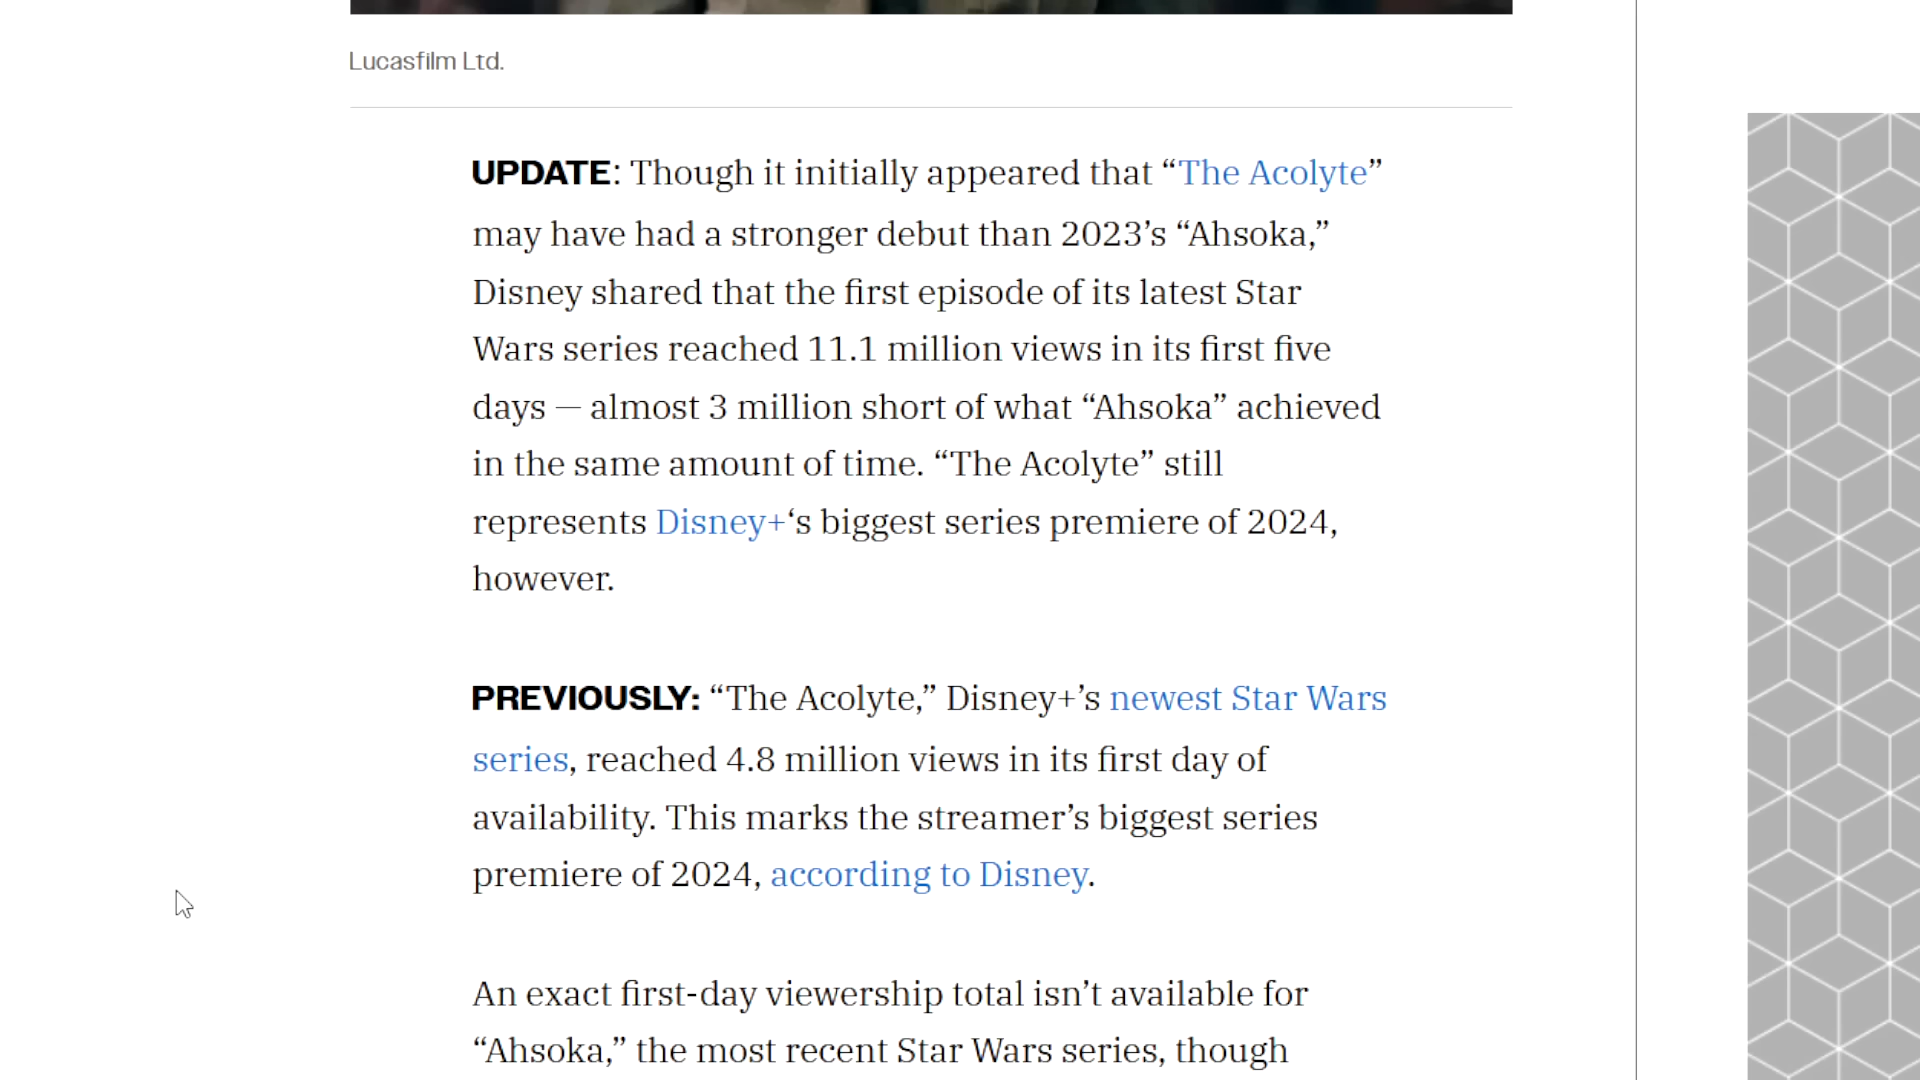 Lucasfilm Ltd.
UPDATE: Though it initially appeared that “The Acolyte”
may have had a stronger debut than 2023’s “Ahsoka,”
Disney shared that the first episode of its latest Star
Wars series reached 11.1 million views in its first five
days — almost 3 million short of what “Ahsoka” achieved
in the same amount of time. “The Acolyte” still
represents Disney+‘s biggest series premiere of 2024,
however.
PREVIOUSLY: “The Acolyte,” Disney+’s newest Star Wars
series, reached 4.8 million views in its first day of
availability. This marks the streamer’s biggest series
premiere of 2024, according to Disney.
An exact first-day viewership total isn’t available for
“Ahsoka,” the most recent Star Wars series, though